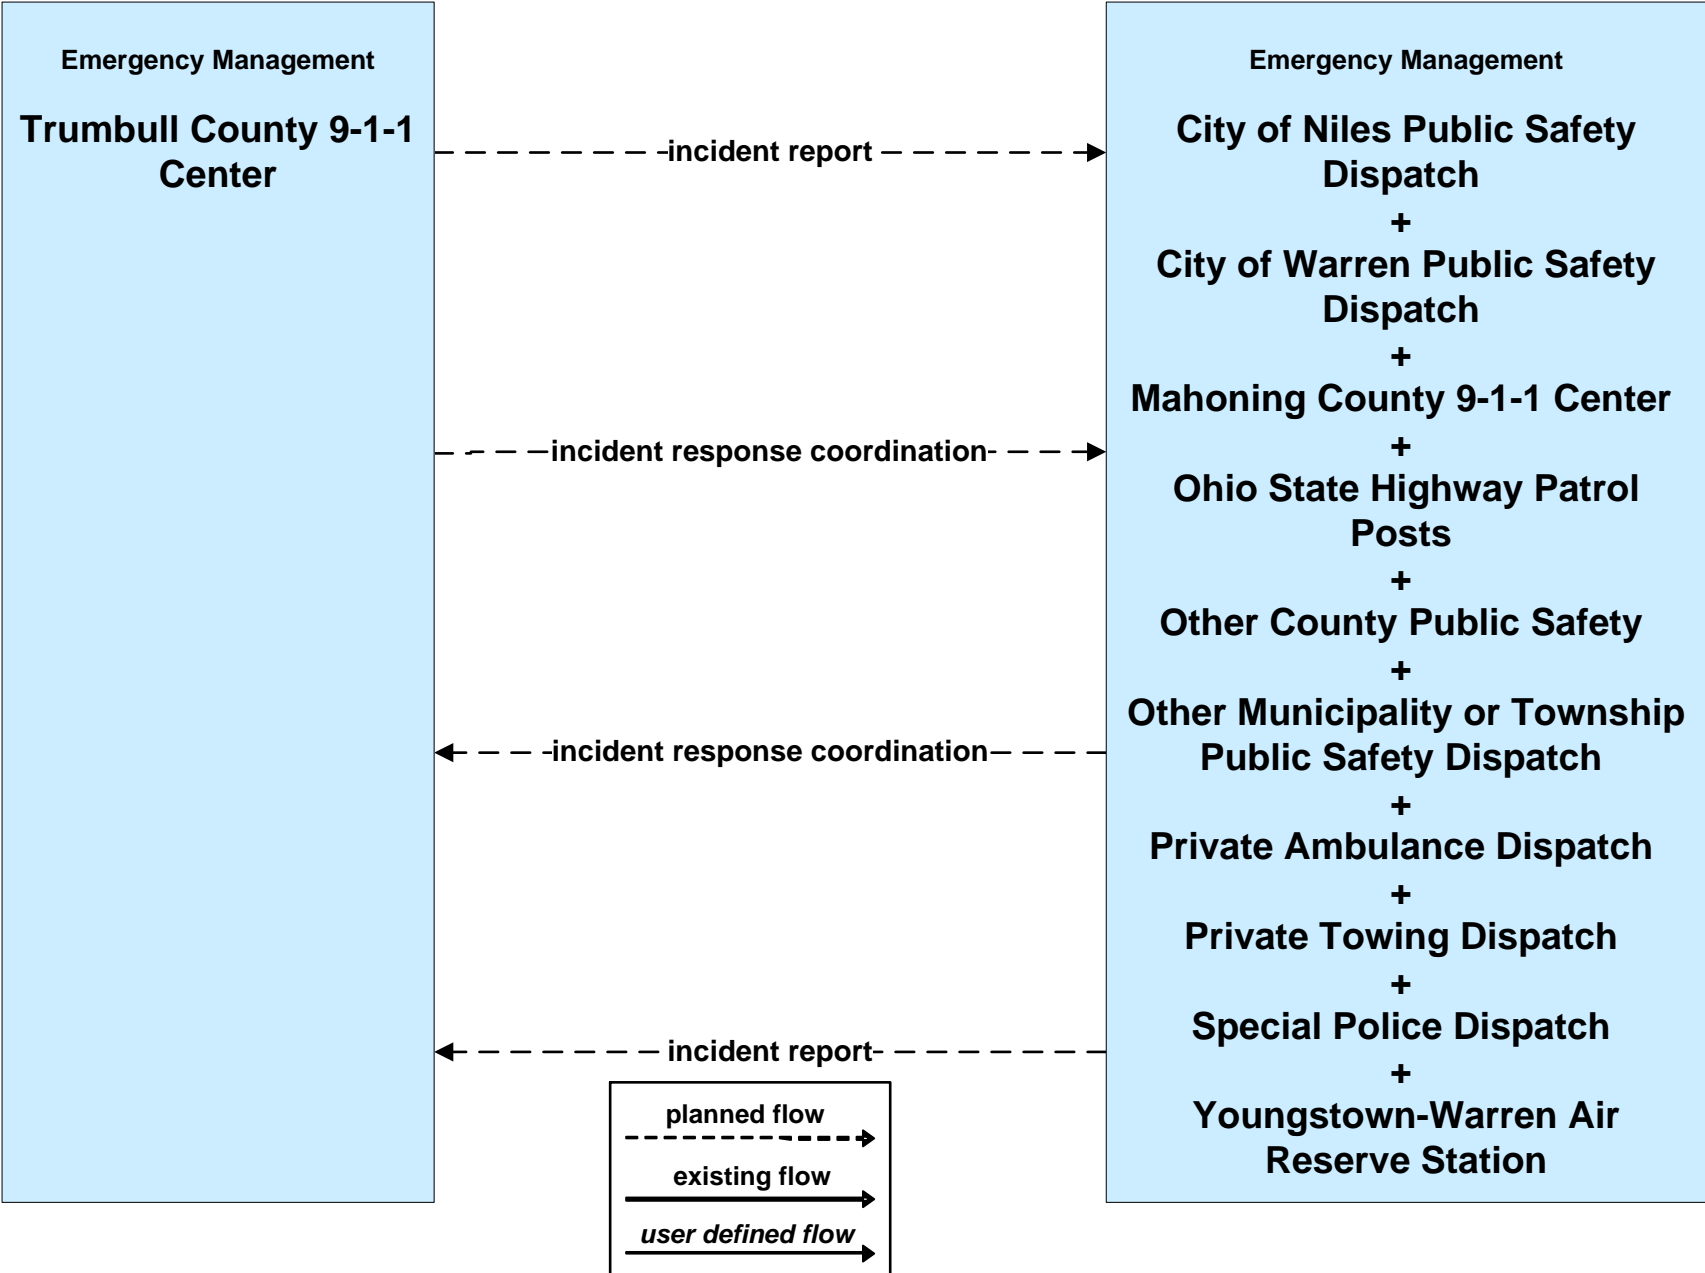 Emergency Management
Trumbull County 9-1-1
Center
incident report
incident response coordination
incident response coordination
incident report
Emergency Management
City of Niles Public Safety
Dispatch
+
City of Warren Public Safety
Dispatch
+
Mahoning County 9-1-1 Center
+
Ohio State Highway Patrol
Posts
+
Other County Public Safety
+
Other Municipality or Township
Public Safety Dispatch
+
Private Ambulance Dispatch
+
Private Towing Dispatch
+
Special Police Dispatch
+
Youngstown-Warren Air
Reserve Station
planned flow
existing flow
user defined flow